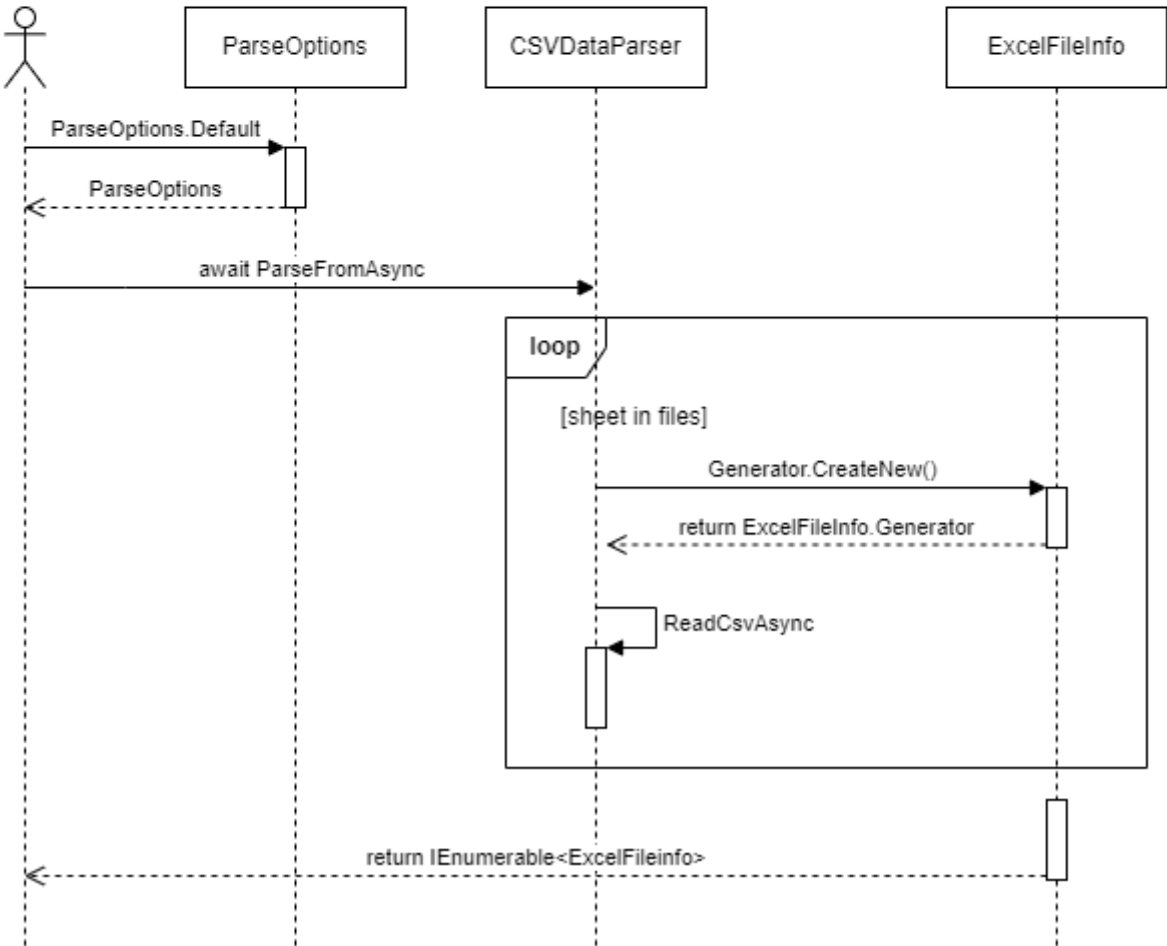 ParseOptions
CSVDataParser
ExcelFileInfo
ParseOptions.Default
ParseOptions
await ParseFromAsync
loop
[sheet in files]
Generator.CreateNew()
return ExcelFileInfo.Generator
ReadCsvAsync
return IEnumerable<ExcelFileinfo>